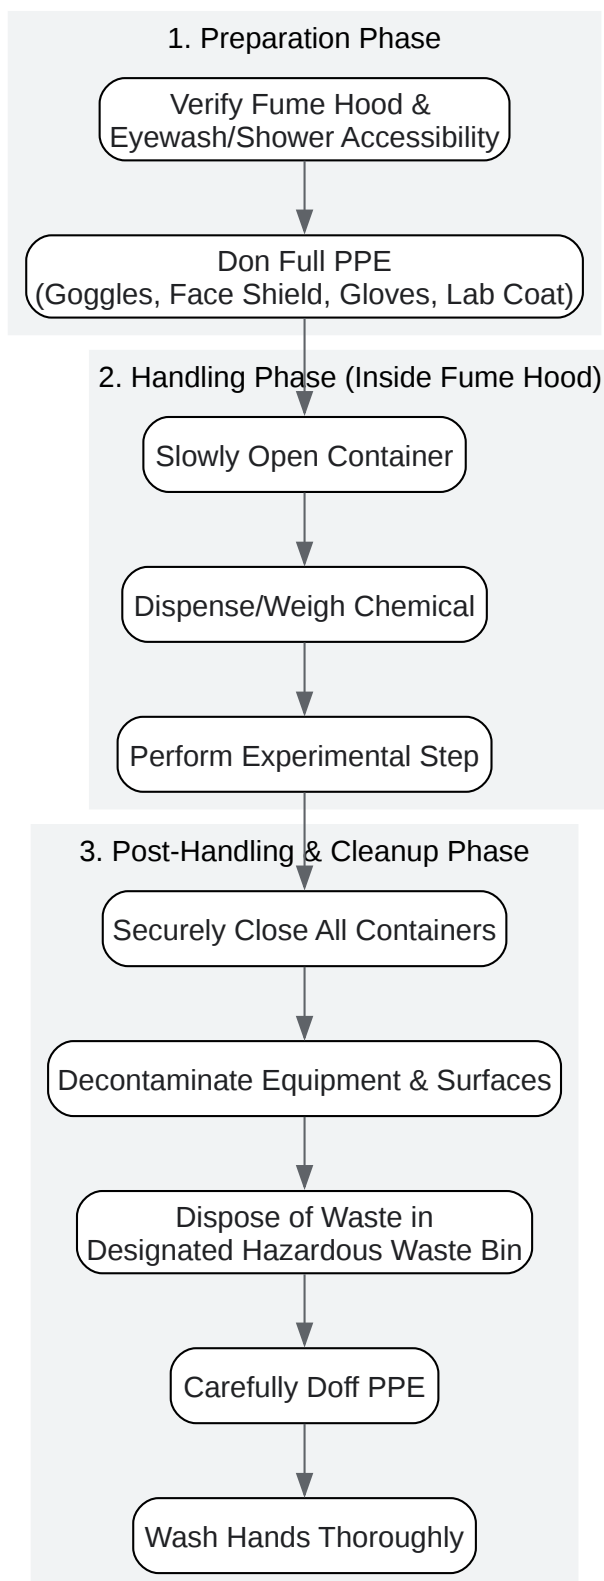 1. Preparation Phase
Verify Fume Hood &
Eyewash/Shower Accessibility
Don Full PPE
(Goggles, Face Shield, Gloves, Lab Coat)
2. Handling Phase (Inside Fume Hood)
Slowly Open Container
Dispense/Weigh Chemical
Perform Experimental Step
3. Post-Handling & Cleanup Phase
Securely Close All Containers
Decontaminate Equipment & Surfaces
Dispose of Waste in
Designated Hazardous Waste Bin
Carefully Doff PPE
Wash Hands Thoroughly